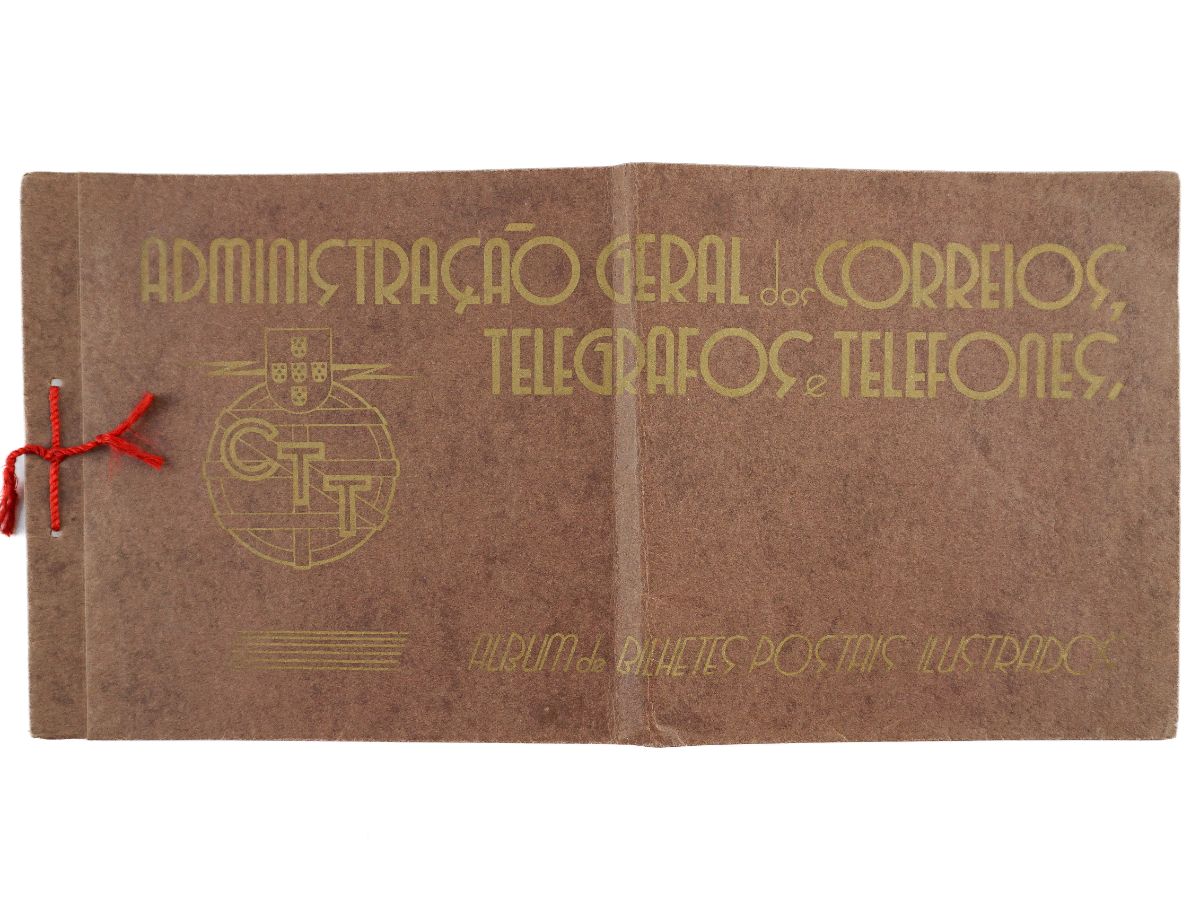 ADMINISTRAÇÃO GERAL dos CORREIOS,
TELEGRAFOS e TELEFONES,
CTT
ALBUM de BILHETES POSTAIS ILUSTRADOS